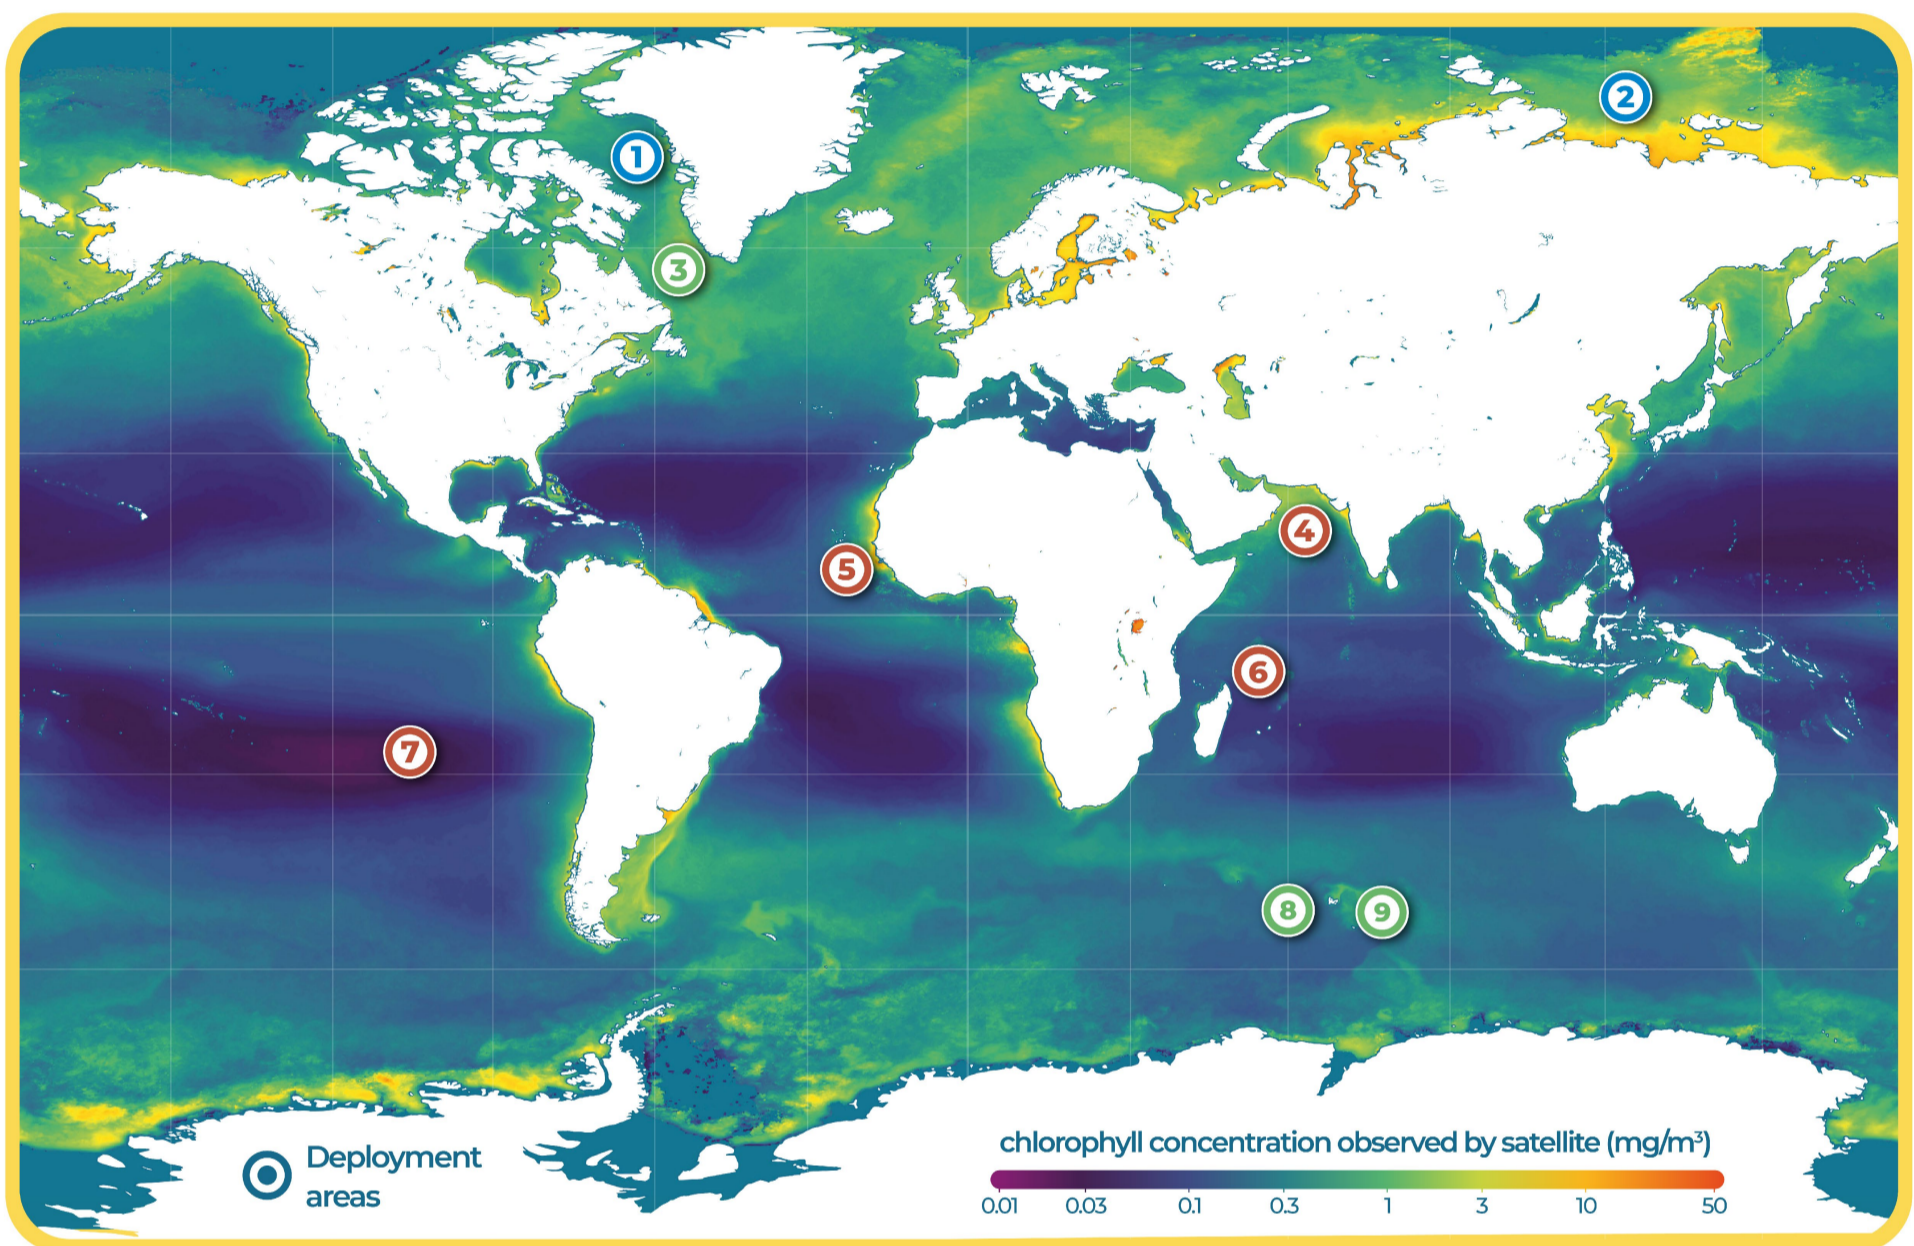 2
1
3
4
5
6
7
8
9
Deployment
areas
chlorophyll concentration observed by satellite (mg/m³)
0.01 0.03 0.1 0.3 1 3 10 50